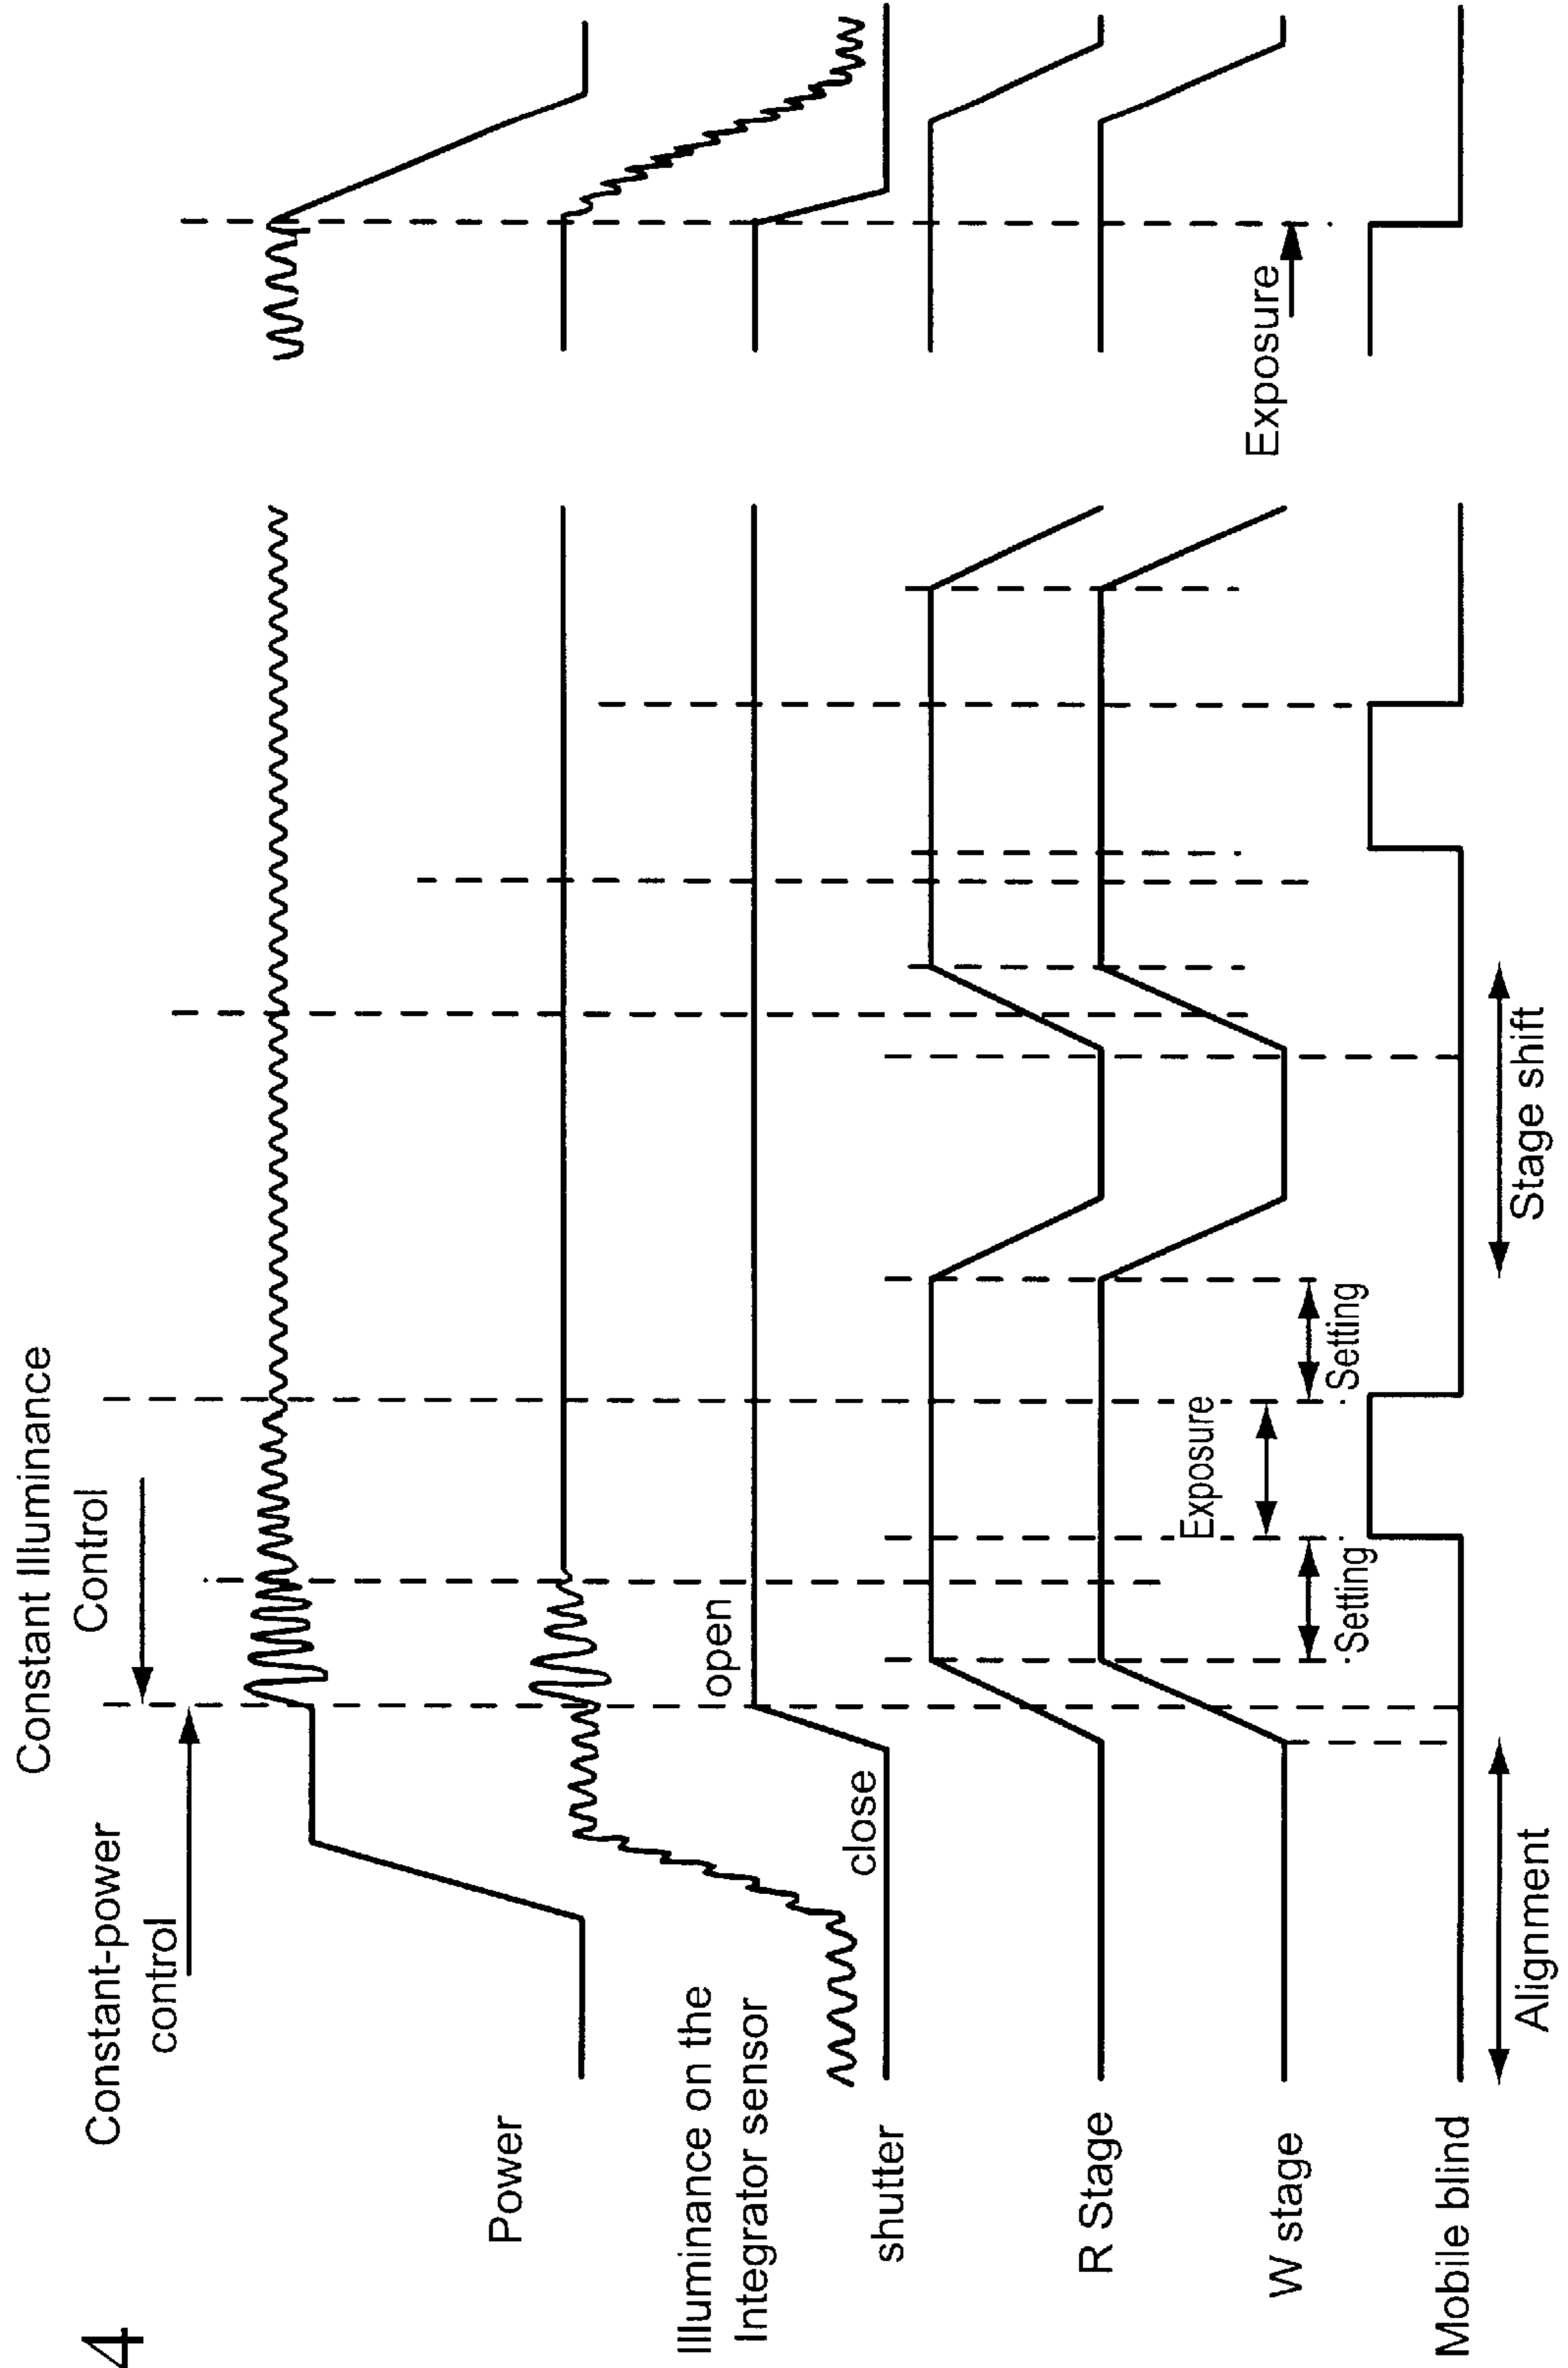 4
Constant-power
control
Constant Illuminance
Control
Power
Illuminance on the
Integrator sensor
open
close
shutter
R Stage
W stage
Setting
Exposure
Setting
Exposure
Mobile blind
Alignment
Stage shift